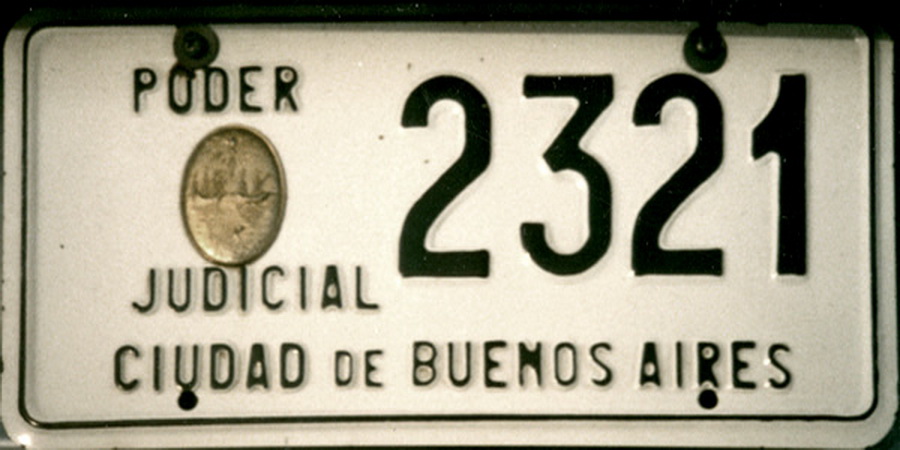 PODER
2321
JUDICIAL
CIUDAD DE BUENOS AIRES